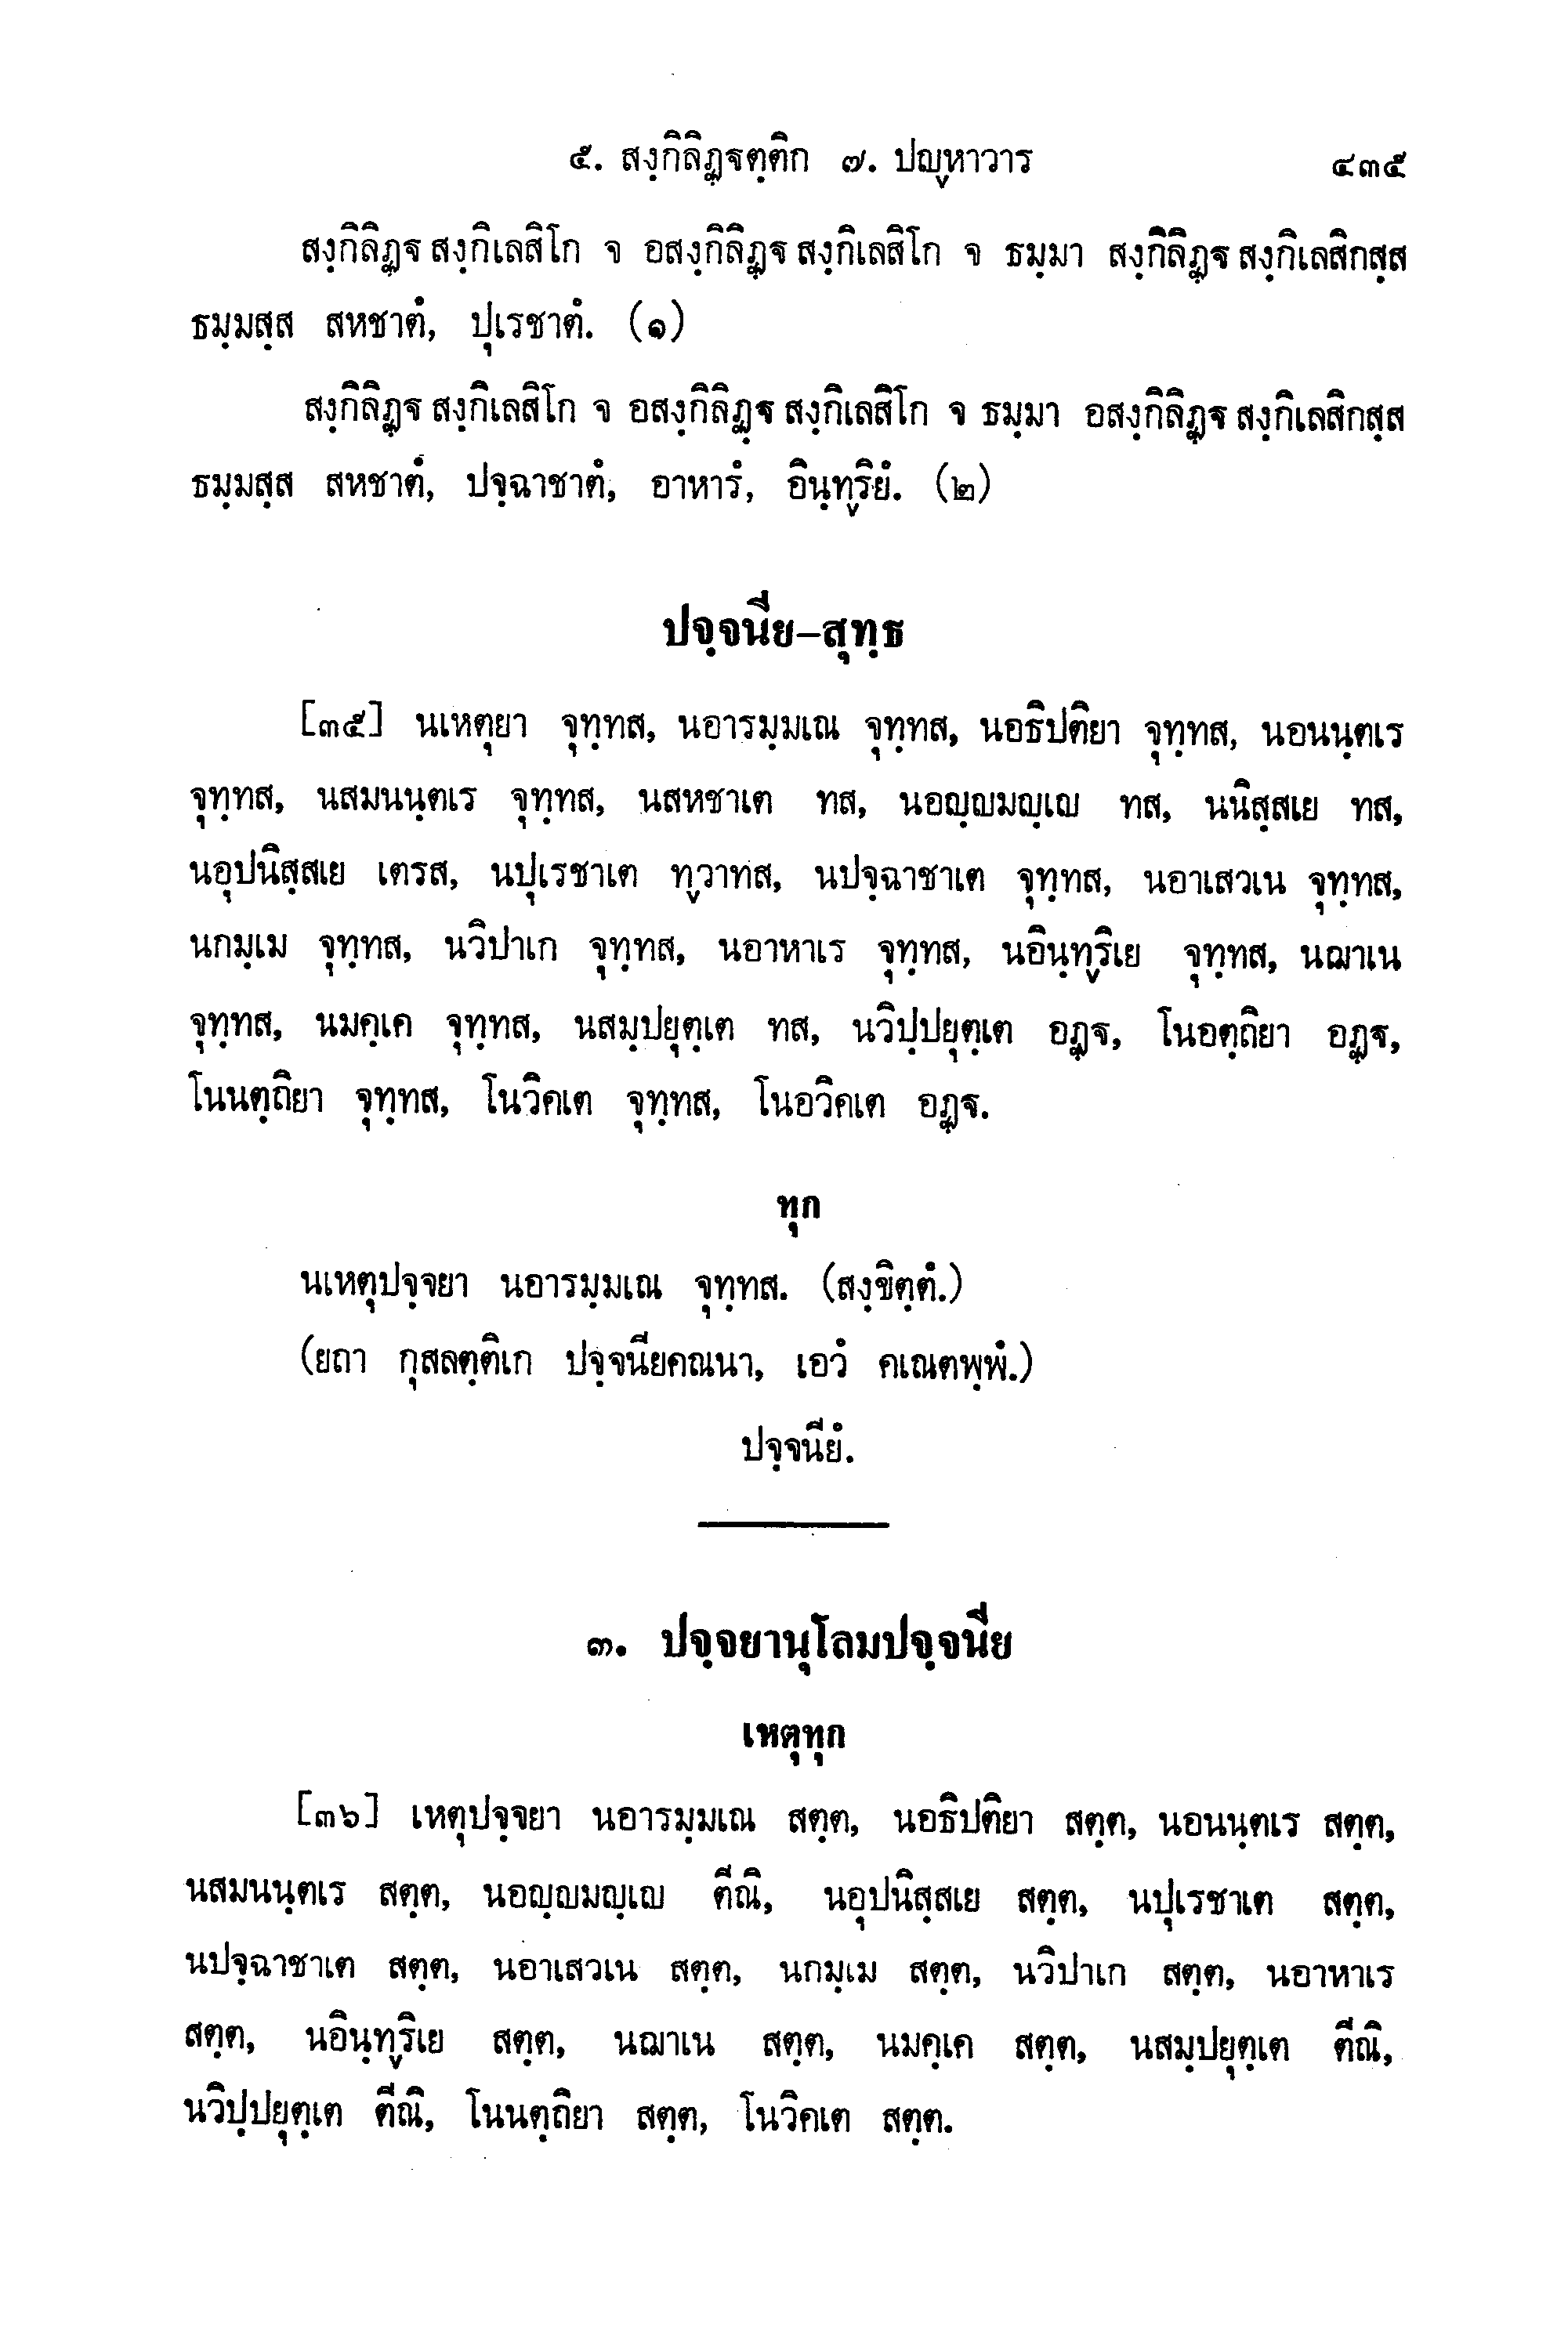 ๕. สงฺกิลิฏฺฐตฺติก ๗. ปญฺหาวาร ๔๓๕
สงฺกิลิฏฺฐสงฺกิเลสิโก จ อสงฺกิลิฏฺฐสงฺกิเลสิโก จ ธมฺมา สงฺกิลิฏฺฐสงฺกิเลสิกสฺส
ธมฺมสฺส สหชาตํ, ปุเรชาตํ. (๑)
สงฺกิลิฏฺฐสงฺกิเลสิโก จ อสงฺกิลิฏฺฐสงฺกิเลสิโก จ ธมฺมา อสงฺกิลิฏฺฐสงฺกิเลสิกสฺส
ธมฺมสฺส สหชาตํ, ปจฺฉาชาตํ, อาหารํ, อินฺทฺริยํ. (๒)
ปจฺจนีย–สุทฺธ
[๓๕] นเหตุยา จุทฺทส, นอารมฺมเณ จุทฺทส, นอธิปติยา จุทฺทส, นอนนฺตเร
จุทฺทส, นสมนนฺตเร จุทฺทส, นสหชาเต ทส, นอญฺญมญฺเญ ทส, นนิสฺสเย ทส,
นอุปนิสฺสเย เตรส, นปุเรชาเต ทฺวาทส, นปจฺฉาชาเต จุทฺทส, นอาเสวเน จุทฺทส,
นกมฺเม จุทฺทส, นวิปาเก จุทฺทส, นอาหาเร จุทฺทส, นอินฺทฺริเย จุทฺทส, นฌาเน
จุทฺทส, นมคฺเค จุทฺทส, นสมฺปยุตฺเต ทส, นวิปฺปยุตฺเต อฏฺฐ, โนอตฺถิยา อฏฺฐ,
โนนตฺถิยา จุทฺทส, โนวิคเต จุทฺทส, โนอวิคเต อฏฺฐ.
ทุก
นเหตุปจฺจยา นอารมฺมเณ จุทฺทส. (สงฺขิตฺตํ.)
(ยถา กุสลตฺติเก ปจฺจนียคณนา, เอวํ คเณตพฺพํ.)
ปจฺจนียํ.
๓. ปจฺจยานุโลมปจฺจนีย
เหตุทุก
[๓๖] เหตุปจฺจยา นอารมฺมเณ สตฺต, นอธิปติยา สตฺต, นอนนฺตเร สตฺต,
นสมนนฺตเร สตฺต, นอญฺญมญฺเญ ตีณิ, นอุปนิสฺสเย สตฺต, นปุเรชาเต สตฺต,
นปจฺฉาชาเต สตฺต, นอาเสวเน สตฺต, นกมฺเม สตฺต, นวิปาเก สตฺต, นอาหาเร
สตฺต, นอินฺทฺริเย สตฺต, นฌาเน สตฺต, นมคฺเค สตฺต, นสมฺปยุตฺเต ตีณิ,
นวิปฺปยุตฺเต ตีณิ, โนนตฺถิยา สตฺต, โนวิคเต สตฺต.